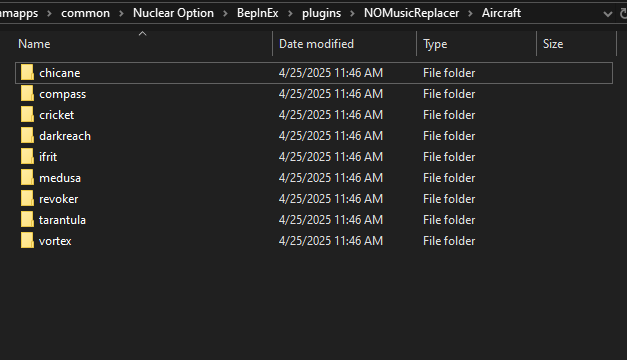 mapps > common > Nuclear Option > BepInEx > plugins > NOMusicReplacer > Aircraft
Name Date modified Type Size
chicane 4/25/2025 11:46 AM File folder
compass 4/25/2025 11:46 AM File folder
cricket 4/25/2025 11:46 AM File folder
darkreach 4/25/2025 11:46 AM File folder
ifrit 4/25/2025 11:46 AM File folder
medusa 4/25/2025 11:46 AM File folder
revoker 4/25/2025 11:46 AM File folder
tarantula 4/25/2025 11:46 AM File folder
vortex 4/25/2025 11:46 AM File folder